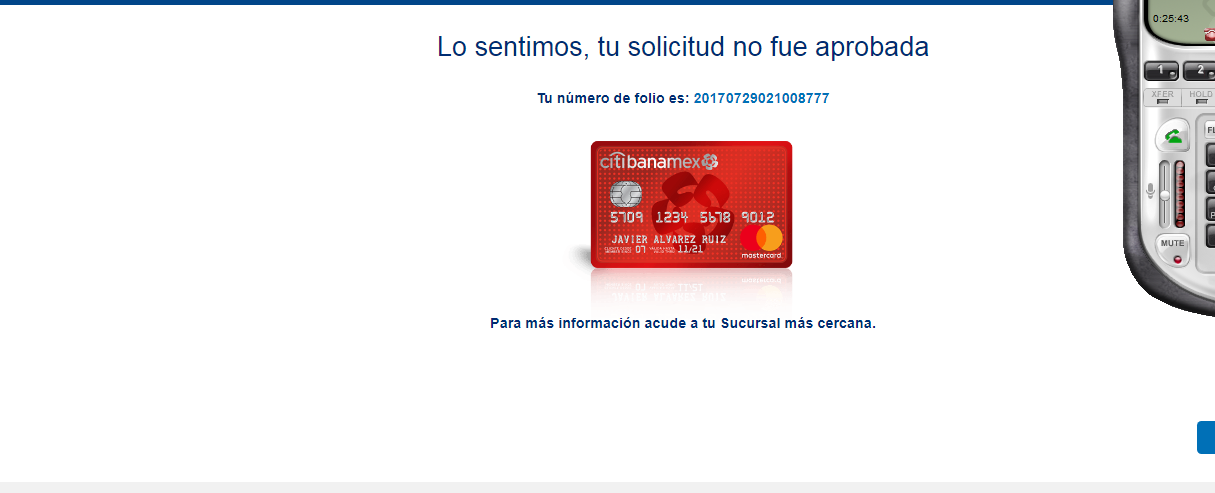 0:25:43
Lo sentimos, tu solicitud no fue aprobada
1 2
XFER HOLD
Tu número de folio es: 20170729021008777
citibanamex
5709 1234 5678 9012
JAVIER ALVAREZ RUIZ
07 11/21
mastercard
MUTE
Para más información acude a tu Sucursal más cercana.